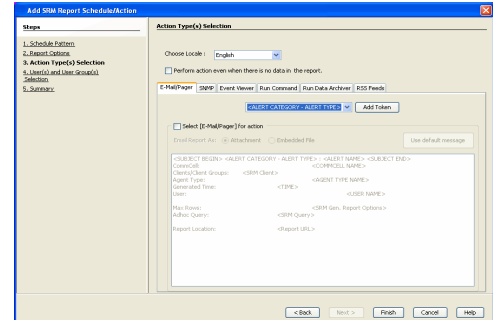 Add SRM Report Schedule/Action
Steps
1. Schedule Pattern
2. Report Options
3. Action Type(s) Selection
4. User(s) and User Group(s)
Selection
5. Summary
Action Type(s) Selection
Choose Locale : English
Perform action even when there is no data in the report.
E-Mail/Pager SNMP Event Viewer Run Command Run Data Archiver RSS Feeds
<ALERT CATEGORY - ALERT TYPE> Add Token
Select [E-Mail/Pager] for action
Email Report As: Attachment Embedded File Use default message
<SUBJECT BEGIN> <ALERT CATEGORY - ALERT TYPE> : <ALERT NAME> <SUBJECT END>
CommCell: <COMMCELL NAME>
Clients/Client Groups: <SRM Client>
Agent Type: <AGENT TYPE NAME>
Generated Time: <TIME>
User: <USER NAME>
Max Rows: <SRM Gen. Report Options>
Adhoc Query: <SRM Query>
Report Location: <Report URL>
< Back Next > Finish Cancel Help